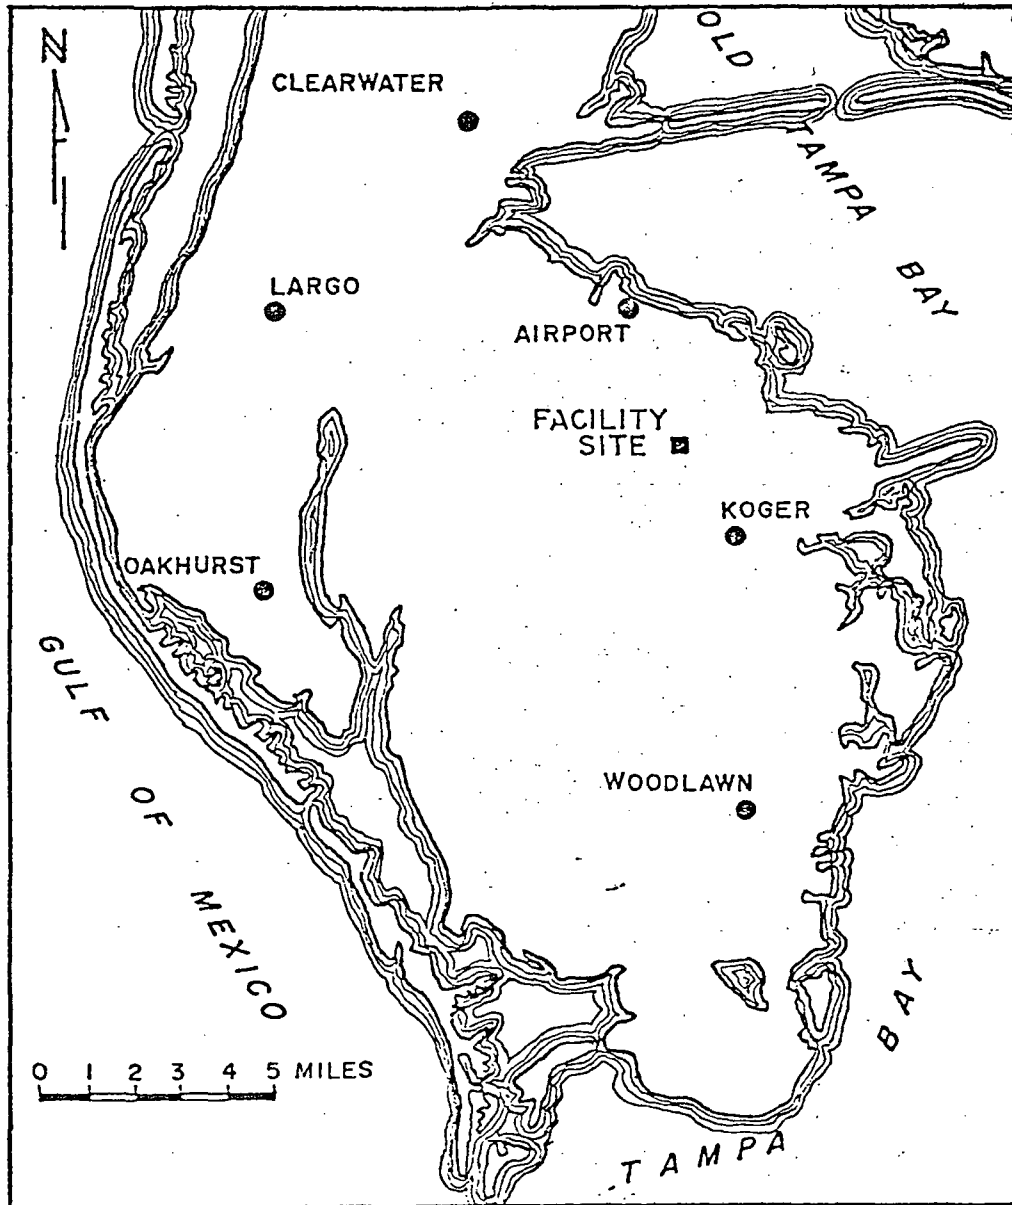 N
OLD
CLEARWATER
TAMPA
BAY
LARGO
AIRPORT
FACILITY
SITE
KOGER
OAKHURST
GULF
OF
MEXICO
WOODLAWN
BAY
0 1 2 3 4 5 MILES
TAMPA